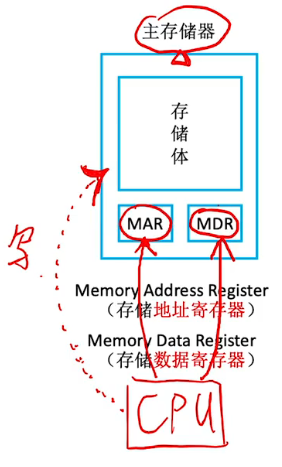 主存储器
存
储
体
MAR MDR
写
Memory Address Register
（存储地址寄存器）
Memory Data Register
（存储数据寄存器）
CPU